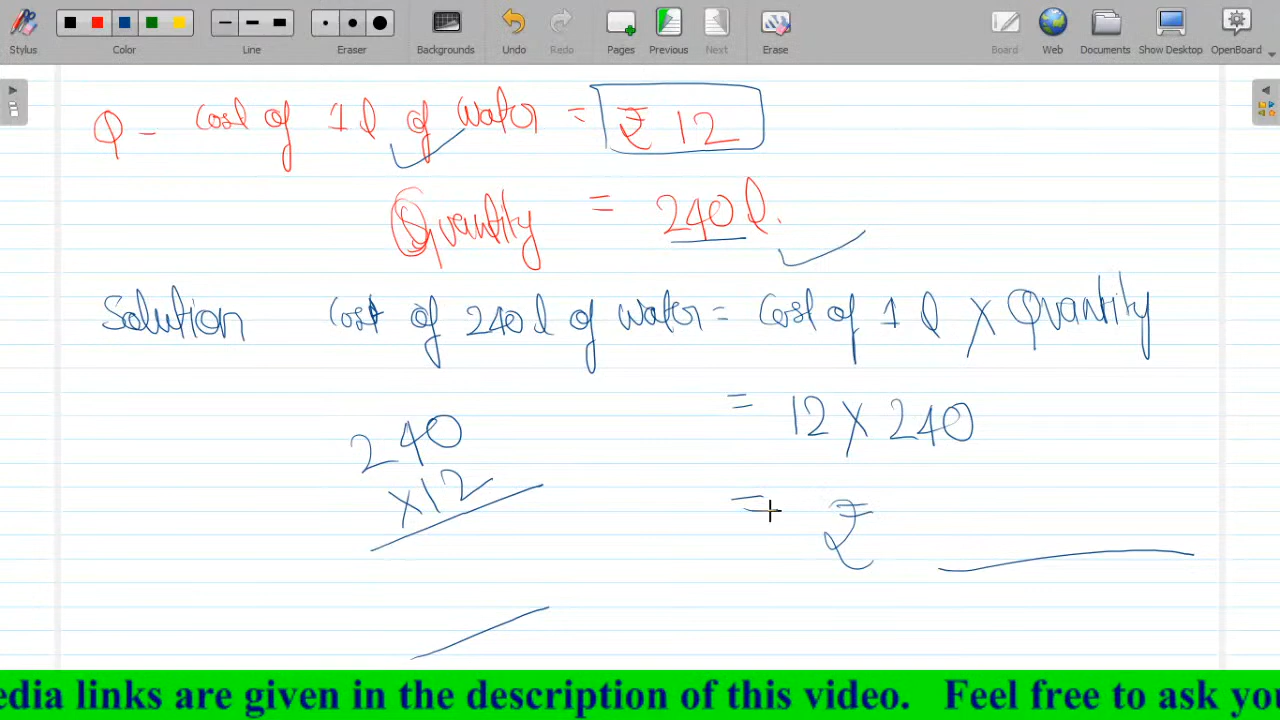 Stylus Color Line Eraser Backgrounds Undo Redo Pages Previous Next Erase Board Web Documents Show Desktop OpenBoard
Q - cost of 1 l of water = ₹ 12
Quantity = 240 l.
Solution cost of 240 l of water = cost of 1 l X Quantity
= 12 X 240
240
x12
= ₹
edia links are given in the description of this video. Feel free to ask you